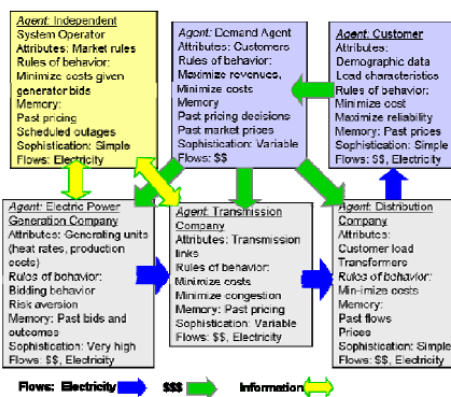 Agent: Independent
System Operator
Attributes: Market rules
Rules of behavior:
Minimize costs given
generator bids
Memory:
Past pricing
Scheduled outages
Sophistication: Simple
Flows: Electricity
Agent: Demand Agent
Attributes: Customers
Rules of behavior:
Maximize revenues,
Minimize costs
Memory
Past pricing decisions
Past market prices
Sophistication: Variable
Flows: $$
Agent: Customer
Attributes:
Demographic data
Load characteristics
Rules of behavior:
Minimize cost
Maximize reliability
Memory: Past prices
Sophistication: Simple
Flows: $$, Electricity
Agent: Electric Power
Generation Company
Attributes: Generating units
(heat rates, production
costs)
Rules of behavior:
Bidding behavior
Risk aversion
Memory: Past bids and
outcomes
Sophistication: Very high
Flows: $$, Electricity
Agent: Transmission
Company
Attributes: Transmission
links
Rules of behavior:
Minimize costs
Minimize congestion
Memory: Past pricing
Sophistication: Variable
Flows: $$, Electricity
Agent: Distribution
Company
Attributes:
Customer load
Transformers
Rules of behavior:
Min-imize costs
Memory:
Past flows
Prices
Sophistication: Simple
Flows: $$, Electricity
Flows: Electricity $$$ Information